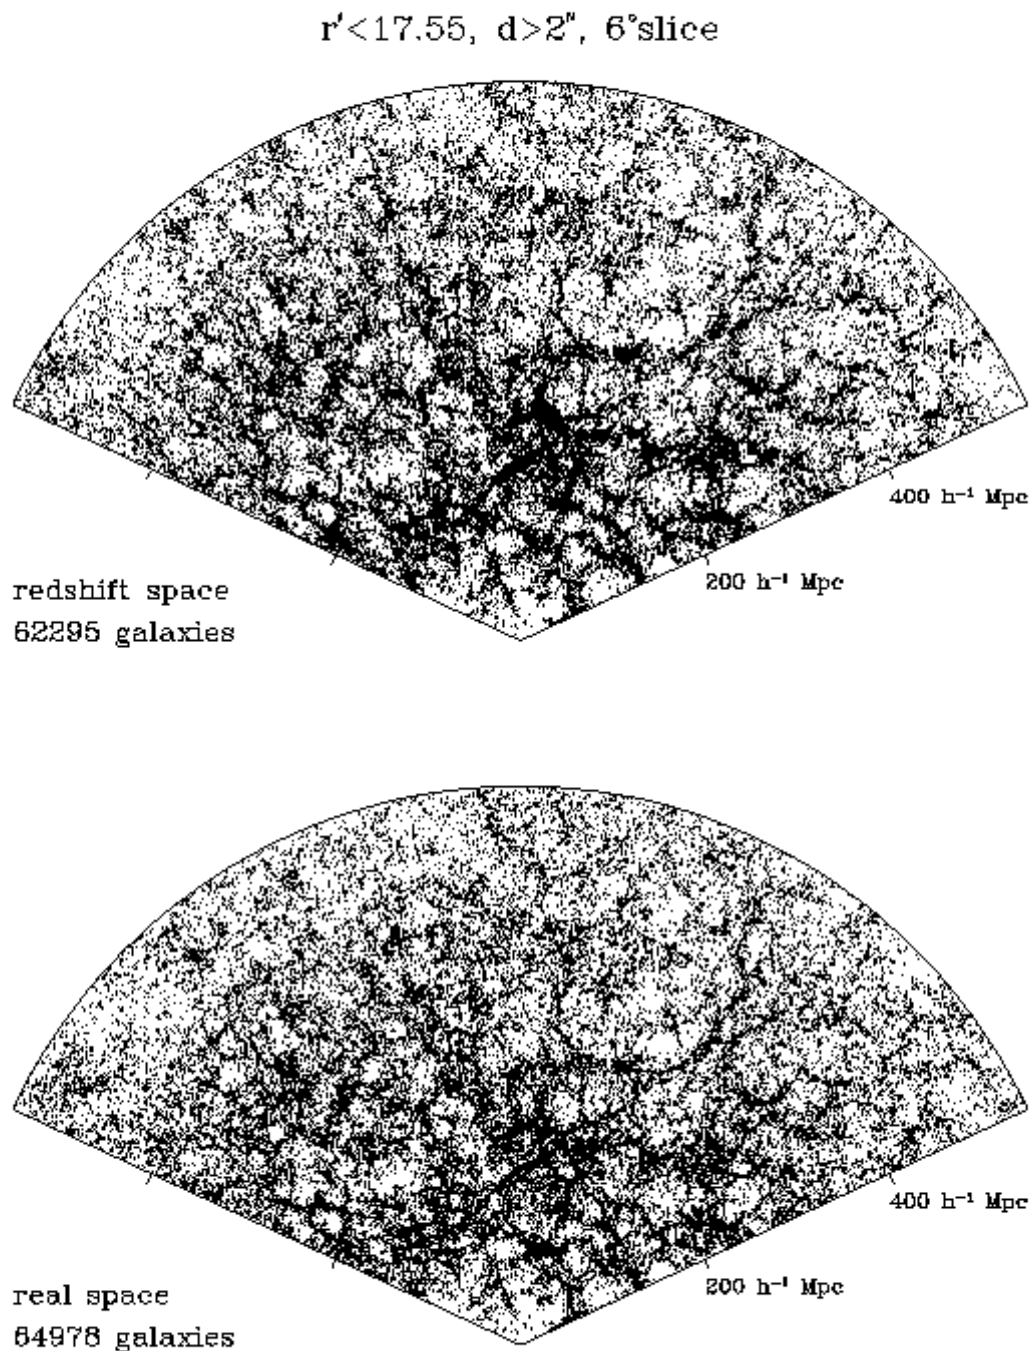 r'<17.55, d>2", 6°slice
400 h⁻¹ Mpc
200 h⁻¹ Mpc
redshift space
62295 galaxies
400 h⁻¹ Mpc
200 h⁻¹ Mpc
real space
64978 galaxies